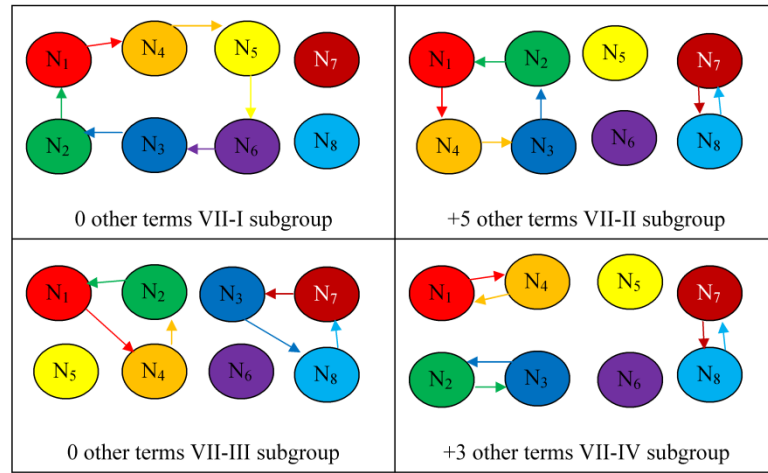 N₁ N₄ N₅ N₇
N₂ N₃ N₆ N₈
0 other terms VII-I subgroup
N₁ N₂ N₅ N₇
N₄ N₃ N₆ N₈
+5 other terms VII-II subgroup
N₁ N₂ N₃ N₇
N₅ N₄ N₆ N₈
0 other terms VII-III subgroup
N₁ N₄ N₅ N₇
N₂ N₃ N₆ N₈
+3 other terms VII-IV subgroup